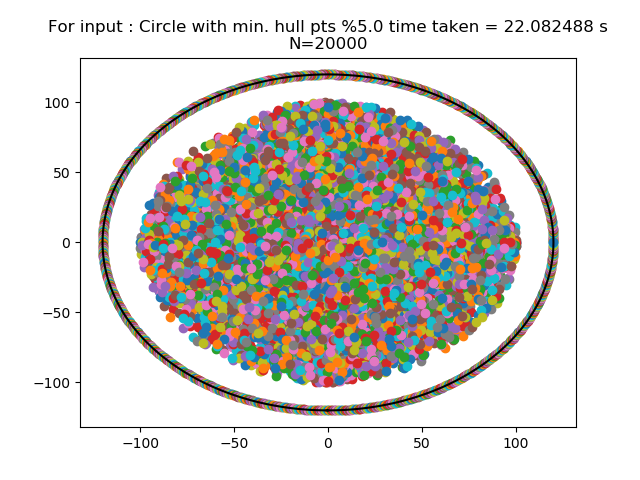 For input : Circle with min. hull pts %5.0 time taken = 22.082488 s
N=20000
100
50
0
−50
−100
−100 −50 0 50 100